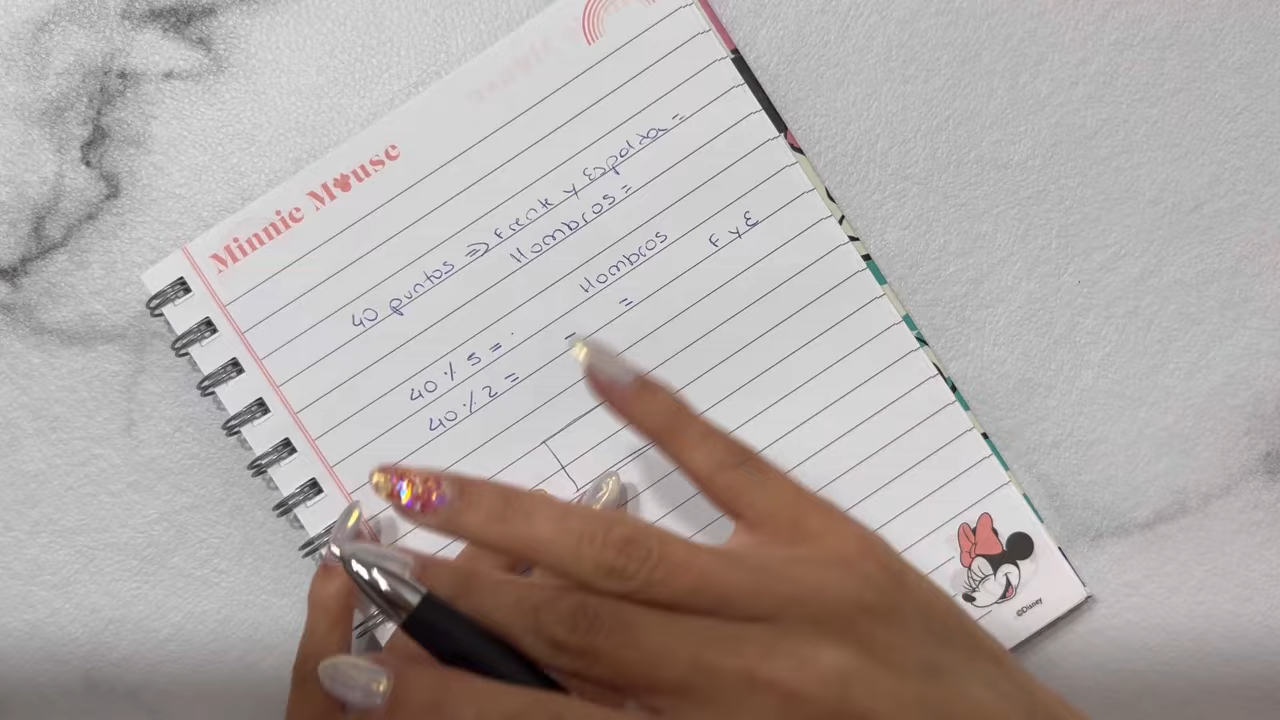 Minnie Mouse
40 puntos => Frente y Espalda =
Hombros =
40 % 5 = . Hombros
40 % 2 = = = F y E
©Disney